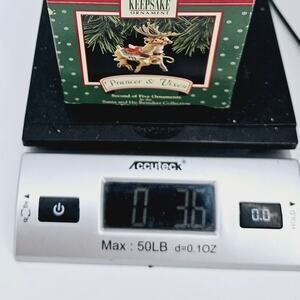 KEEPSAKE
ORNAMENT
Prancer & Vixen
Second of Five Ornaments
in the
Santa and His Reindeer Collection
Accuteck
0 3.6
0.0
Max : 50LB d=0.1OZ